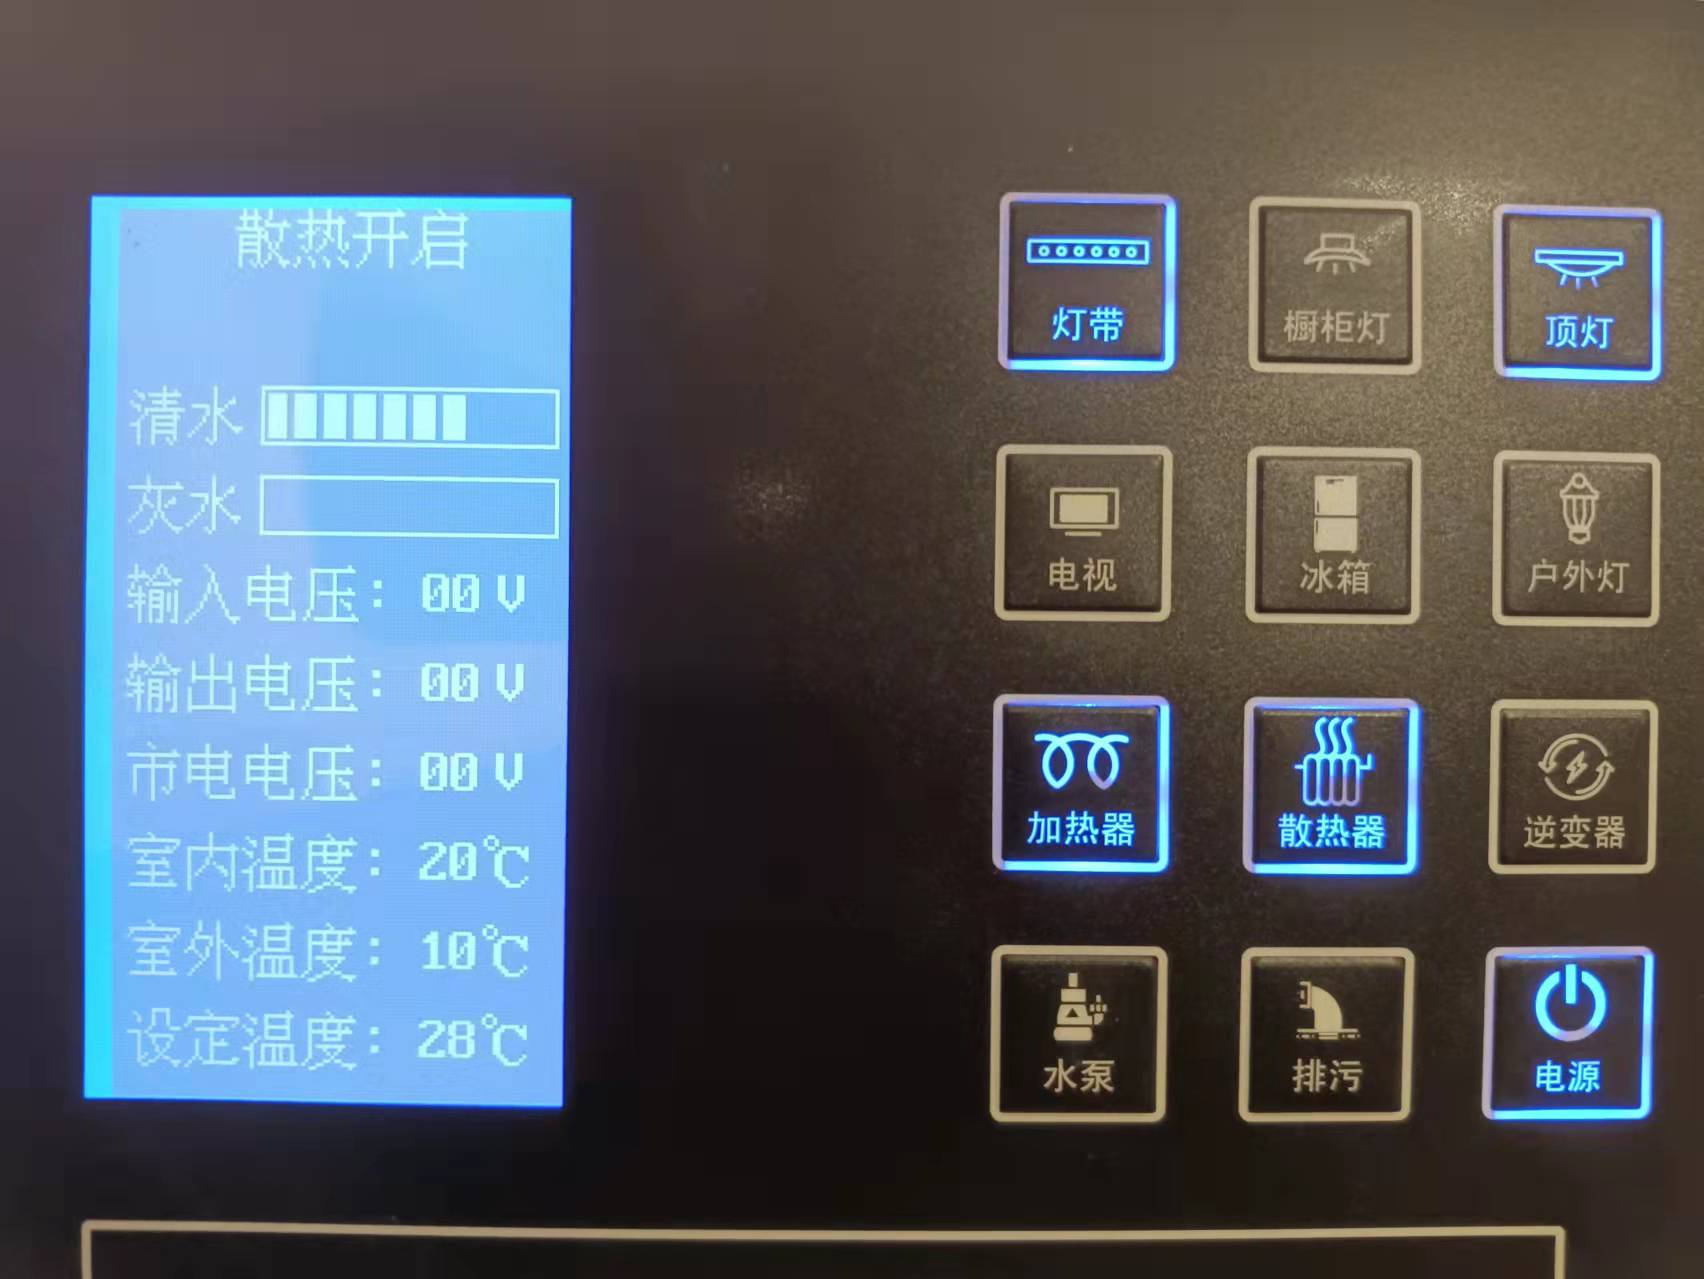 散热开启
清水
灰水
输入电压: 00 V
输出电压: 00 V
市电电压: 00 V
室内温度: 20℃
室外温度: 10℃
设定温度: 28℃
灯带 橱柜灯 顶灯
电视 冰箱 户外灯
加热器 散热器 逆变器
水泵 排污 电源